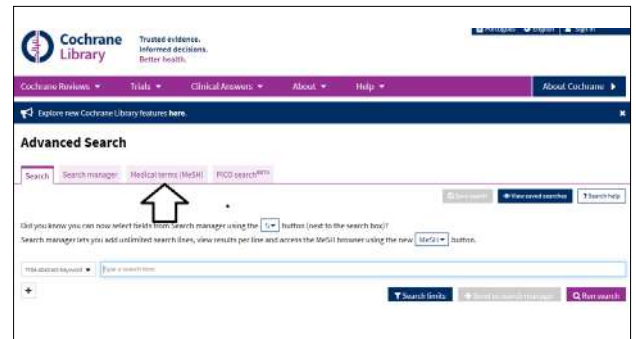 Cochrane
Library
Trusted evidence.
Informed decisions.
Better health.
Português English Sign In
Cochrane Reviews Trials Clinical Answers About Help About Cochrane
Explore new Cochrane Library features here.
Advanced Search
Search Search manager Medical terms (MeSH) PICO search BETA
Save search View saved searches ? Search help
Did you know you can now select fields from Search manager using the S button (next to the search box)?
Search manager lets you add unlimited search lines, view results per line and access the MeSH browser using the new MeSH button.
Title Abstract Keyword Type a search here
+
Search limits Send to search manager Run search